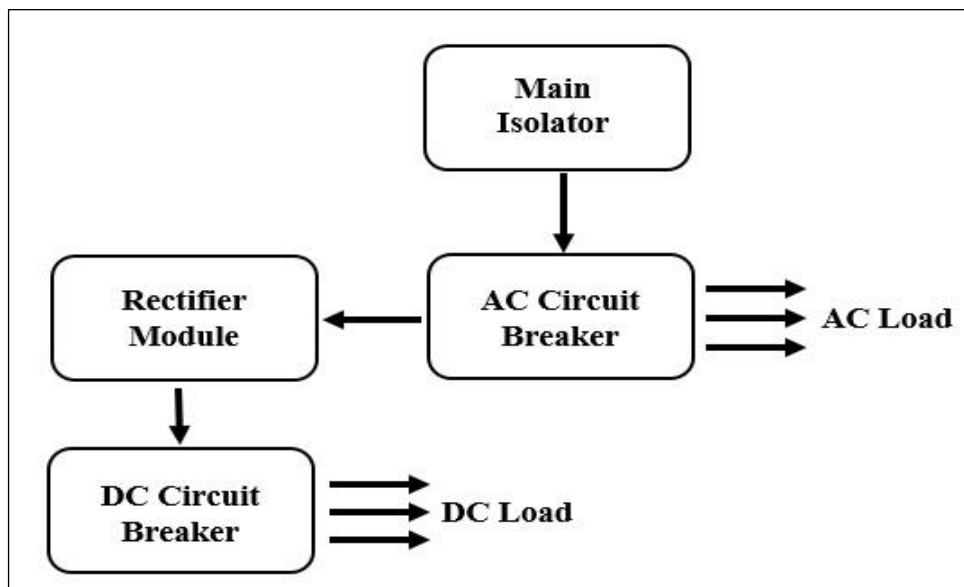 Main
Isolator
Rectifier
Module
AC Circuit
Breaker
AC Load
DC Circuit
Breaker
DC Load